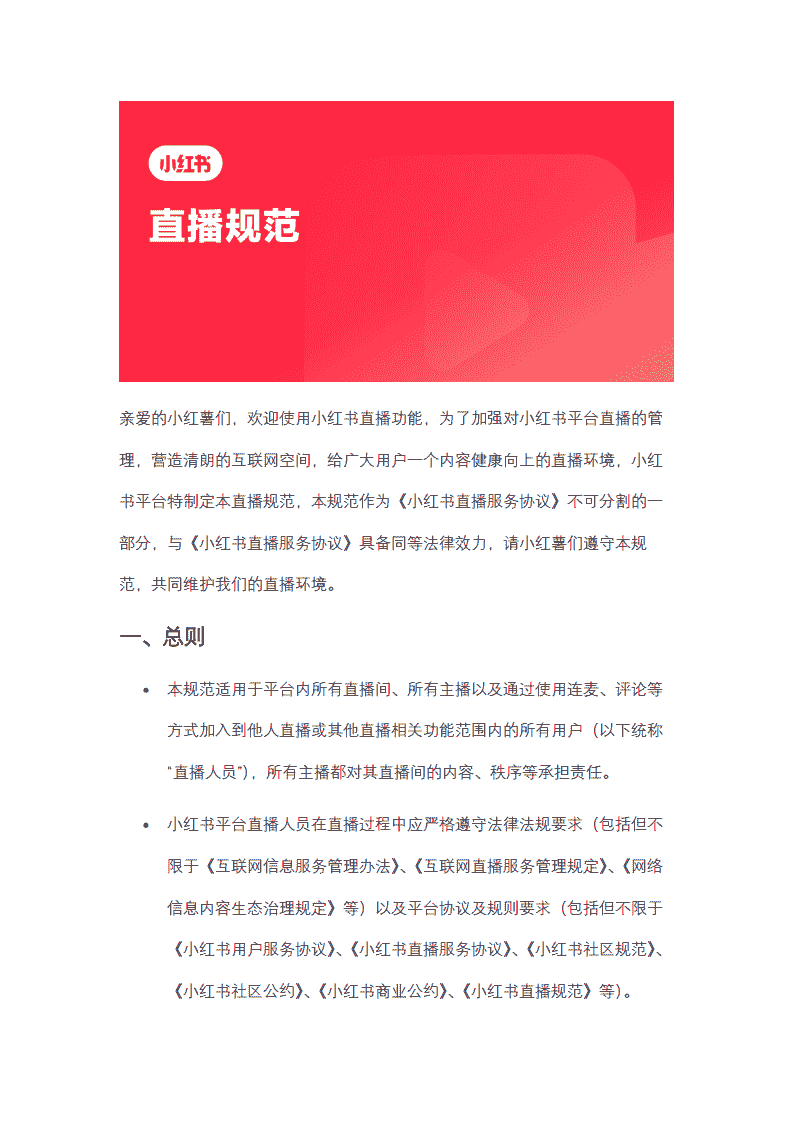 小红书
直播规范
亲爱的小红薯们，欢迎使用小红书直播功能，为了加强对小红书平台直播的管
理，营造清朗的互联网空间，给广大用户一个内容健康向上的直播环境，小红
书平台特制定本直播规范，本规范作为《小红书直播服务协议》不可分割的一
部分，与《小红书直播服务协议》具备同等法律效力，请小红薯们遵守本规
范，共同维护我们的直播环境。
一、总则
• 本规范适用于平台内所有直播间、所有主播以及通过使用连麦、评论等
方式加入到他人直播或其他直播相关功能范围内的所有用户（以下统称
“直播人员”），所有主播都对其直播间的内容、秩序等承担责任。
• 小红书平台直播人员在直播过程中应严格遵守法律法规要求（包括但不
限于《互联网信息服务管理办法》、《互联网直播服务管理规定》、《网络
信息内容生态治理规定》等）以及平台协议及规则要求（包括但不限于
《小红书用户服务协议》、《小红书直播服务协议》、《小红书社区规范》、
《小红书社区公约》、《小红书商业公约》、《小红书直播规范》等）。